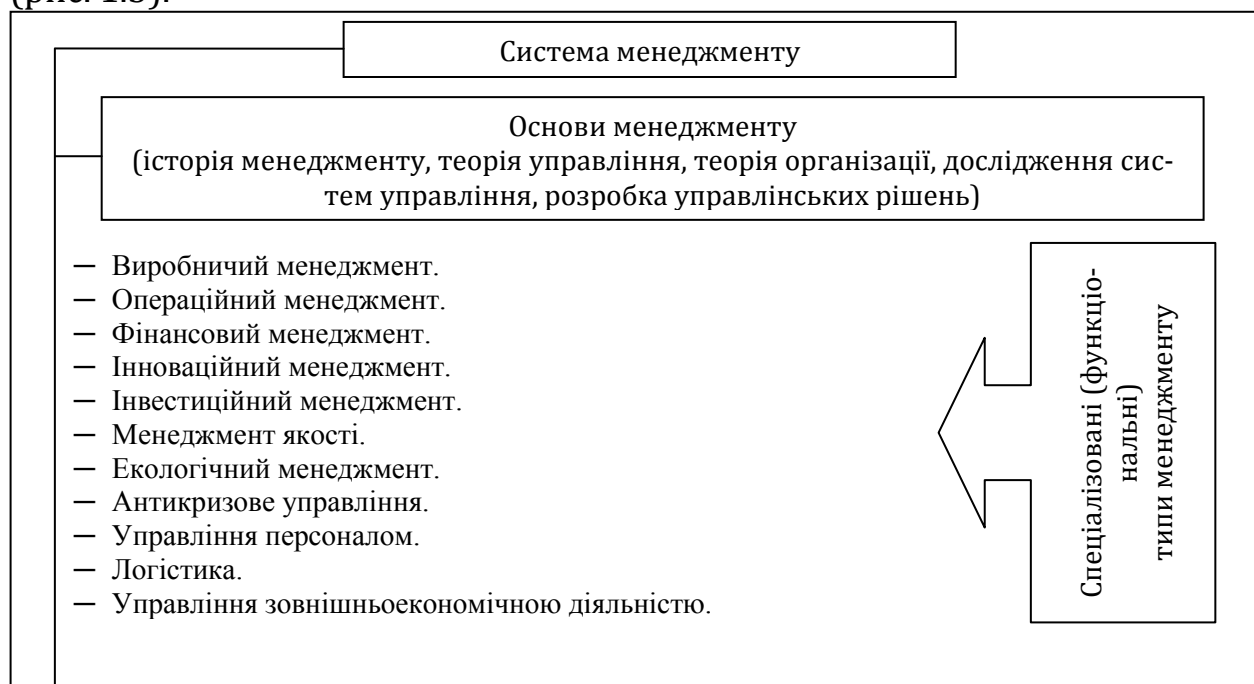 (рис. 1.3).
Система менеджменту
Основи менеджменту
(історія менеджменту, теорія управління, теорія організації, дослідження сис-
тем управління, розробка управлінських рішень)
— Виробничий менеджмент.
— Операційний менеджмент.
— Фінансовий менеджмент.
— Інноваційний менеджмент.
— Інвестиційний менеджмент.
— Менеджмент якості.
— Екологічний менеджмент.
— Антикризове управління.
— Управління персоналом.
— Логістика.
— Управління зовнішньоекономічною діяльністю.
Спеціалізовані (функціо-
нальні)
типи менеджменту